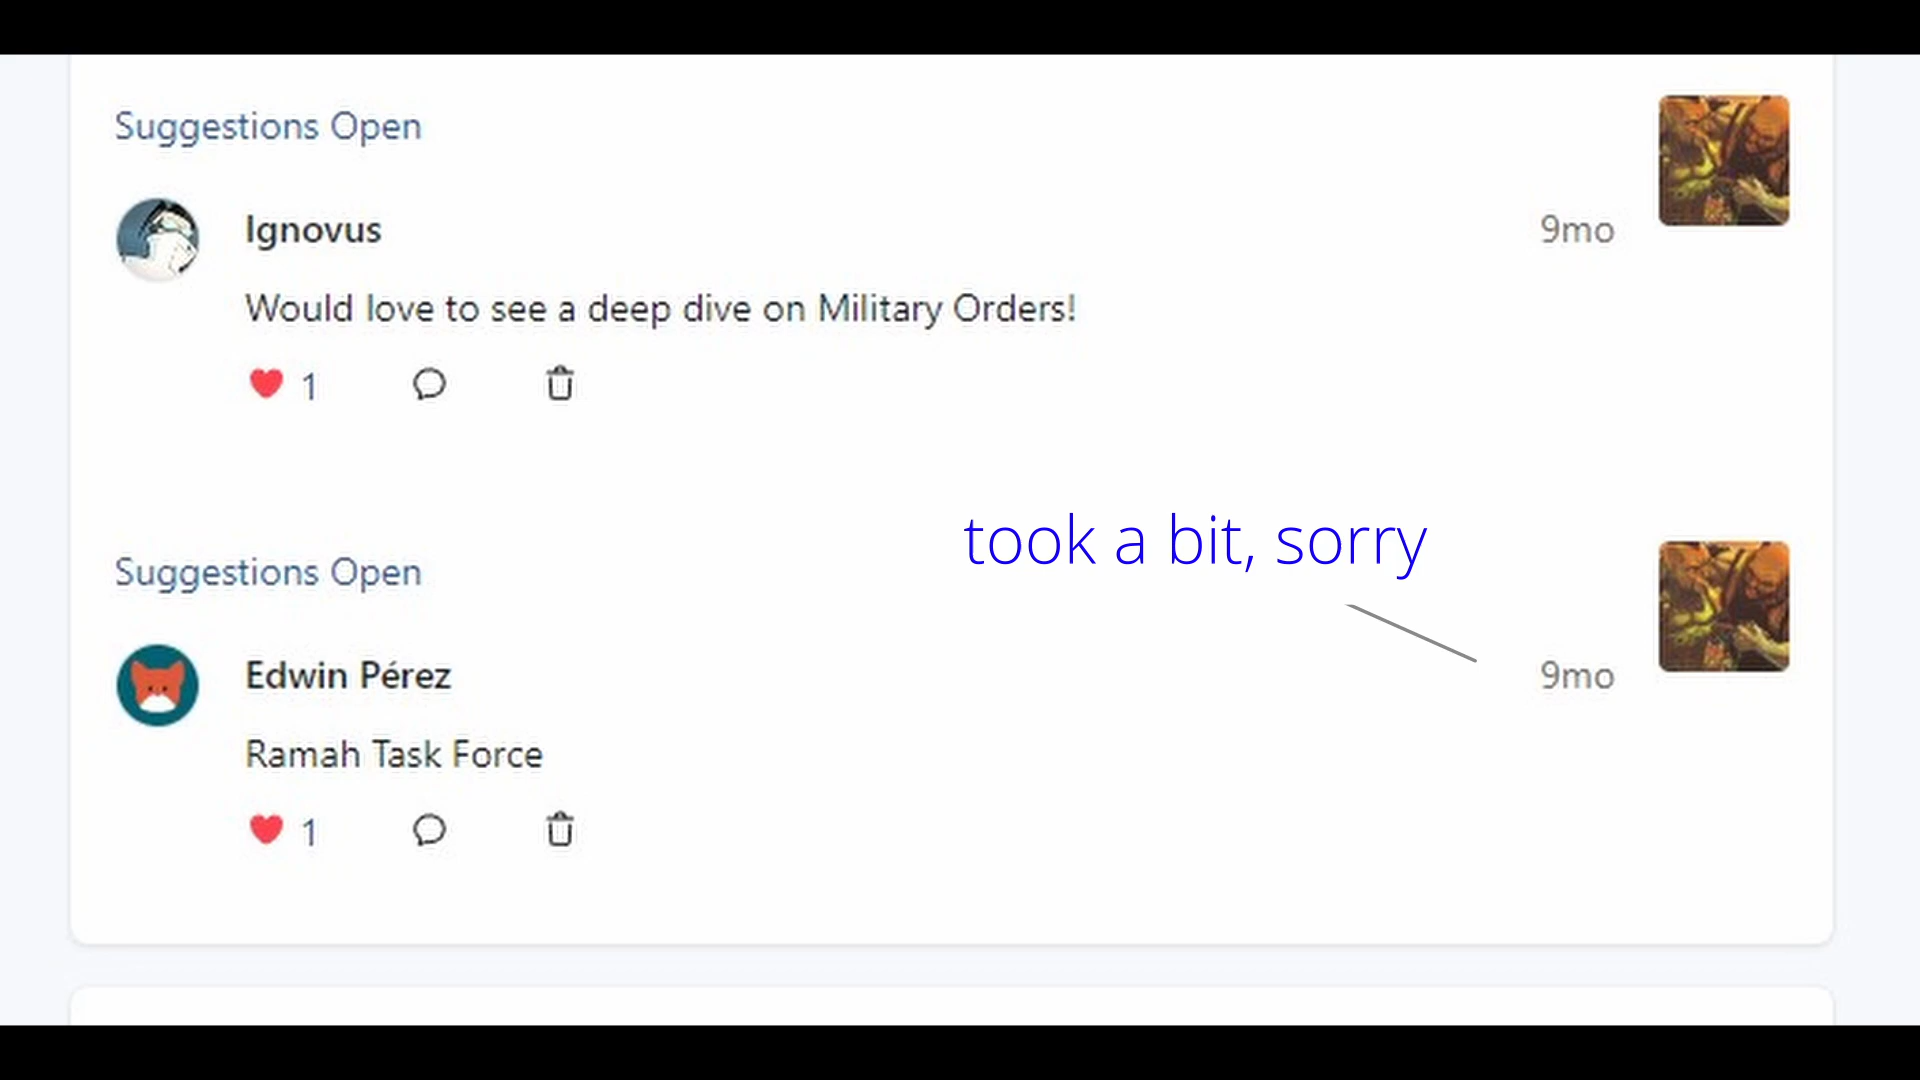 Suggestions Open
Ignovus
9mo
Would love to see a deep dive on Military Orders!
1
took a bit, sorry
Suggestions Open
Edwin Pérez
9mo
Ramah Task Force
1